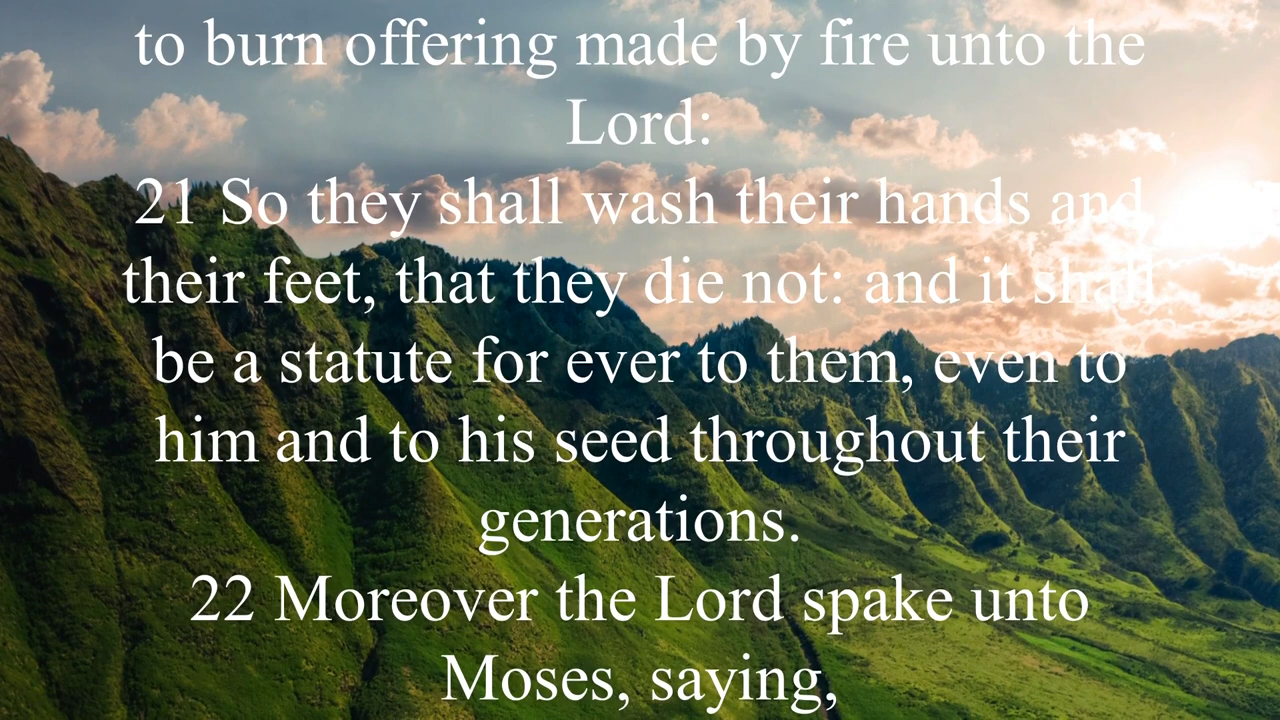 to burn offering made by fire unto the
Lord:
21 So they shall wash their hands and
their feet, that they die not: and it shall
be a statute for ever to them, even to
him and to his seed throughout their
generations.
22 Moreover the Lord spake unto
Moses, saying,